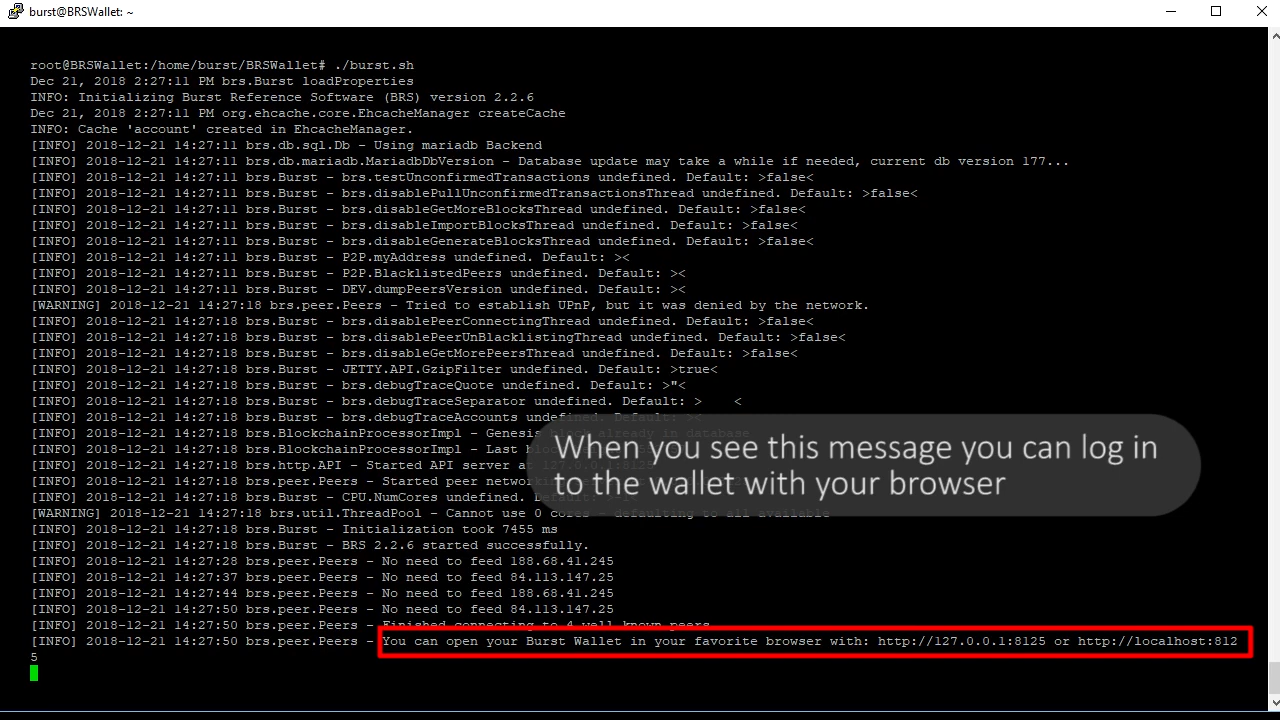 burst@BRSWallet: ~
root@BRSWallet:/home/burst/BRSWallet# ./burst.sh
Dec 21, 2018 2:27:11 PM brs.Burst loadProperties
INFO: Initializing Burst Reference Software (BRS) version 2.2.6
Dec 21, 2018 2:27:11 PM org.ehcache.core.EhcacheManager createCache
INFO: Cache 'account' created in EhcacheManager.
[INFO] 2018-12-21 14:27:11 brs.db.sql.Db - Using mariadb Backend
[INFO] 2018-12-21 14:27:11 brs.db.mariadb.MariadbDbVersion - Database update may take a while if needed, current db version 177...
[INFO] 2018-12-21 14:27:11 brs.Burst - brs.testUnconfirmedTransactions undefined. Default: >false<
[INFO] 2018-12-21 14:27:11 brs.Burst - brs.disablePullUnconfirmedTransactionsThread undefined. Default: >false<
[INFO] 2018-12-21 14:27:11 brs.Burst - brs.disableGetMoreBlocksThread undefined. Default: >false<
[INFO] 2018-12-21 14:27:11 brs.Burst - brs.disableImportBlocksThread undefined. Default: >false<
[INFO] 2018-12-21 14:27:11 brs.Burst - brs.disableGenerateBlocksThread undefined. Default: >false<
[INFO] 2018-12-21 14:27:11 brs.Burst - P2P.myAddress undefined. Default: ><
[INFO] 2018-12-21 14:27:11 brs.Burst - P2P.BlacklistedPeers undefined. Default: ><
[INFO] 2018-12-21 14:27:11 brs.Burst - DEV.dumpPeersVersion undefined. Default: ><
[WARNING] 2018-12-21 14:27:18 brs.peer.Peers - Tried to establish UPnP, but it was denied by the network.
[INFO] 2018-12-21 14:27:18 brs.Burst - brs.disablePeerConnectingThread undefined. Default: >false<
[INFO] 2018-12-21 14:27:18 brs.Burst - brs.disablePeerUnBlacklistingThread undefined. Default: >false<
[INFO] 2018-12-21 14:27:18 brs.Burst - brs.disableGetMorePeersThread undefined. Default: >false<
[INFO] 2018-12-21 14:27:18 brs.Burst - JETTY.API.GzipFilter undefined. Default: >true<
[INFO] 2018-12-21 14:27:18 brs.Burst - brs.debugTraceQuote undefined. Default: >"<
[INFO] 2018-12-21 14:27:18 brs.Burst - brs.debugTraceSeparator undefined. Default: >    <
[INFO] 2018-12-21 14:27:18 brs.Burst - brs.debugTraceAccounts undefined. Default: ><
[INFO] 2018-12-21 14:27:18 brs.BlockchainProcessorImpl - Genesis block already in database
[INFO] 2018-12-21 14:27:18 brs.BlockchainProcessorImpl - Last
[INFO] 2018-12-21 14:27:18 brs.http.API - Started API server at 127.0.0.1:8125
[INFO] 2018-12-21 14:27:18 brs.peer.Peers - Started peer
[INFO] 2018-12-21 14:27:18 brs.Burst - CPU.NumCores undefined. Default:
[WARNING] 2018-12-21 14:27:18 brs.util.ThreadPool - Cannot use 0 cores - defaulting to all available
[INFO] 2018-12-21 14:27:18 brs.Burst - Initialization took 7455 ms
[INFO] 2018-12-21 14:27:18 brs.Burst - BRS 2.2.6 started successfully.
[INFO] 2018-12-21 14:27:28 brs.peer.Peers - No need to feed 188.68.41.245
[INFO] 2018-12-21 14:27:37 brs.peer.Peers - No need to feed 84.113.147.25
[INFO] 2018-12-21 14:27:44 brs.peer.Peers - No need to feed 188.68.41.245
[INFO] 2018-12-21 14:27:50 brs.peer.Peers - No need to feed 84.113.147.25
[INFO] 2018-12-21 14:27:50 brs.peer.Peers - Finished connecting to 4 well known peers.
[INFO] 2018-12-21 14:27:50 brs.peer.Peers - You can open your Burst Wallet in your favorite browser with: http://127.0.0.1:8125 or http://localhost:812
5
When you see this message you can log in
to the wallet with your browser